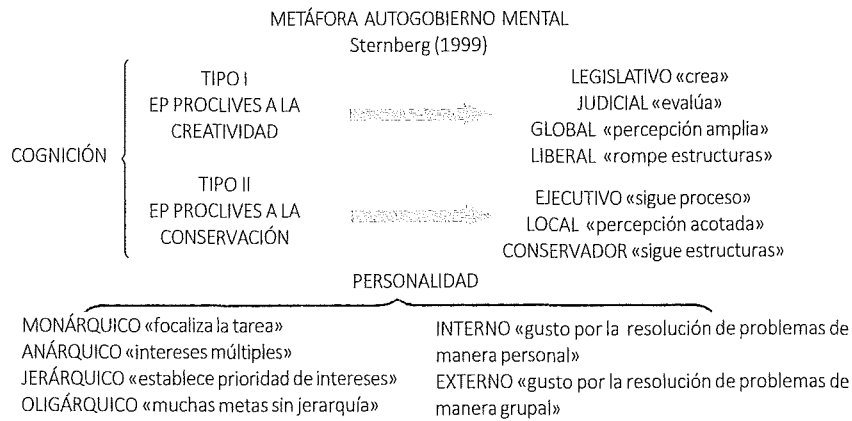 METÁFORA AUTOGOBIERNO MENTAL
Sternberg (1999)
COGNICIÓN
TIPO I
EP PROCLIVES A LA
CREATIVIDAD
LEGISLATIVO «crea»
JUDICIAL «evalúa»
GLOBAL «percepción amplia»
LIBERAL «rompe estructuras»
TIPO II
EP PROCLIVES A LA
CONSERVACIÓN
EJECUTIVO «sigue proceso»
LOCAL «percepción acotada»
CONSERVADOR «sigue estructuras»
PERSONALIDAD
MONÁRQUICO «focaliza la tarea»
ANÁRQUICO «intereses múltiples»
JERÁRQUICO «establece prioridad de intereses»
OLIGÁRQUICO «muchas metas sin jerarquía»
INTERNO «gusto por la resolución de problemas de
manera personal»
EXTERNO «gusto por la resolución de problemas de
manera grupal»